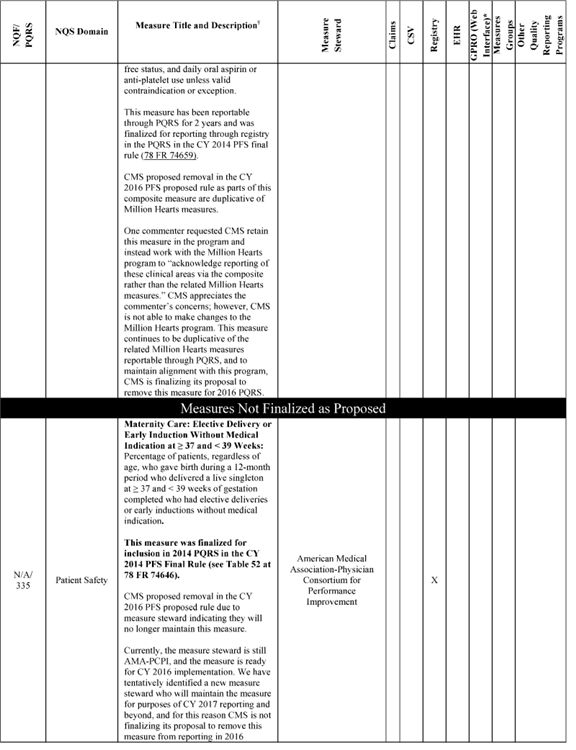 NQF/
PQRS
NQS Domain
Measure Title and Description†
Measure
Steward
Claims
CSV
Registry
EHR
GPRO (Web
Interface)*
Measures
Groups
Other
Quality
Reporting
Programs
free status, and daily oral aspirin or
anti-platelet use unless valid
contraindication or exception.
This measure has been reportable
through PQRS for 2 years and was
finalized for reporting through registry
in the PQRS in the CY 2014 PFS final
rule (78 FR 74659).
CMS proposed removal in the CY
2016 PFS proposed rule as parts of this
composite measure are duplicative of
Million Hearts measures.
One commenter requested CMS retain
this measure in the program and
instead work with the Million Hearts
program to “acknowledge reporting of
these clinical areas via the composite
rather than the related Million Hearts
measures.” CMS appreciates the
commenter’s concerns; however, CMS
is not able to make changes to the
Million Hearts program. This measure
continues to be duplicative of the
related Million Hearts measures
reportable through PQRS, and to
maintain alignment with this program,
CMS is finalizing its proposal to
remove this measure for 2016 PQRS.
Measures Not Finalized as Proposed
N/A/
335
Patient Safety
Maternity Care: Elective Delivery or
Early Induction Without Medical
Indication at ≥ 37 and < 39 Weeks:
Percentage of patients, regardless of
age, who gave birth during a 12-month
period who delivered a live singleton
at ≥ 37 and < 39 weeks of gestation
completed who had elective deliveries
or early inductions without medical
indication.
This measure was finalized for
inclusion in 2014 PQRS in the CY
2014 PFS Final Rule (see Table 52 at
78 FR 74646).
CMS proposed removal in the CY
2016 PFS proposed rule due to
measure steward indicating they will
no longer maintain this measure.
Currently, the measure steward is still
AMA-PCPI, and the measure is ready
for CY 2016 implementation. We have
tentatively identified a new measure
steward who will maintain the measure
for purposes of CY 2017 reporting and
beyond, and for this reason CMS is not
finalizing its proposal to remove this
measure from reporting in 2016
American Medical
Association-Physician
Consortium for
Performance
Improvement
X